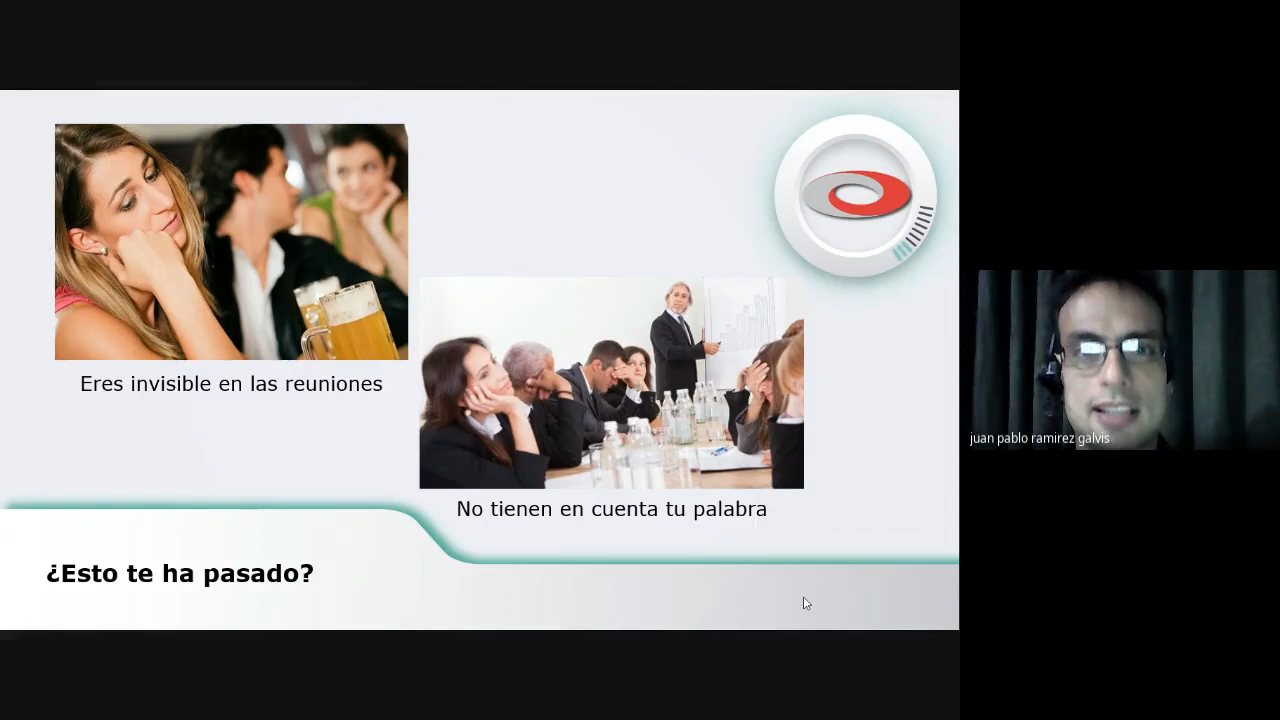 Eres invisible en las reuniones
No tienen en cuenta tu palabra
¿Esto te ha pasado?
juan pablo ramirez galvis